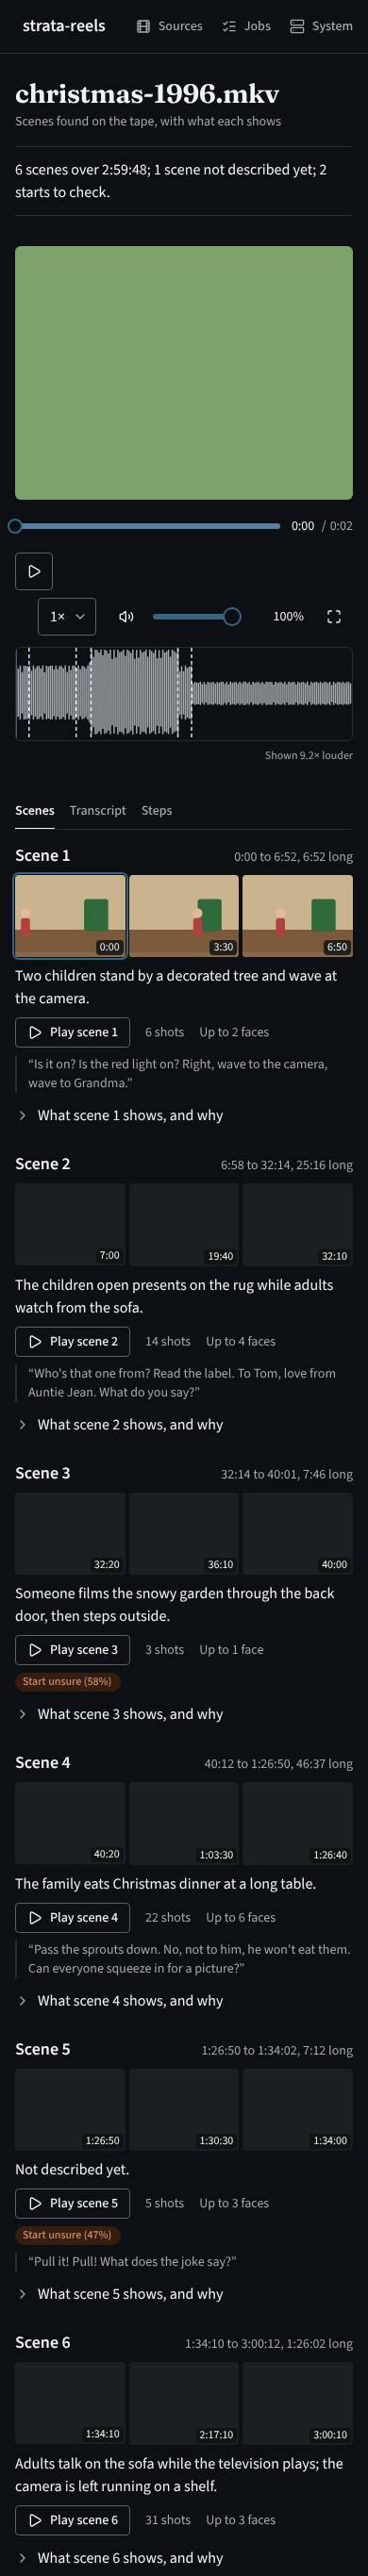 strata-reels Sources Jobs System
christmas-1996.mkv
Scenes found on the tape, with what each shows
6 scenes over 2:59:48; 1 scene not described yet; 2
starts to check.
0:00 / 0:02
1× 100%
Shown 9.2× louder
Scenes Transcript Steps
Scene 1 0:00 to 6:52, 6:52 long
0:00 3:30 6:50
Two children stand by a decorated tree and wave at
the camera.
Play scene 1 6 shots Up to 2 faces
“Is it on? Is the red light on? Right, wave to the camera,
wave to Grandma.”
What scene 1 shows, and why
Scene 2 6:58 to 32:14, 25:16 long
7:00 19:40 32:10
The children open presents on the rug while adults
watch from the sofa.
Play scene 2 14 shots Up to 4 faces
“Who's that one from? Read the label. To Tom, love from
Auntie Jean. What do you say?”
What scene 2 shows, and why
Scene 3 32:14 to 40:01, 7:46 long
32:20 36:10 40:00
Someone films the snowy garden through the back
door, then steps outside.
Play scene 3 3 shots Up to 1 face
Start unsure (58%)
What scene 3 shows, and why
Scene 4 40:12 to 1:26:50, 46:37 long
40:20 1:03:30 1:26:40
The family eats Christmas dinner at a long table.
Play scene 4 22 shots Up to 6 faces
“Pass the sprouts down. No, not to him, he won't eat them.
Can everyone squeeze in for a picture?”
What scene 4 shows, and why
Scene 5 1:26:50 to 1:34:02, 7:12 long
1:26:50 1:30:30 1:34:00
Not described yet.
Play scene 5 5 shots Up to 3 faces
Start unsure (47%)
“Pull it! Pull! What does the joke say?”
What scene 5 shows, and why
Scene 6 1:34:10 to 3:00:12, 1:26:02 long
1:34:10 2:17:10 3:00:10
Adults talk on the sofa while the television plays; the
camera is left running on a shelf.
Play scene 6 31 shots Up to 3 faces
What scene 6 shows, and why